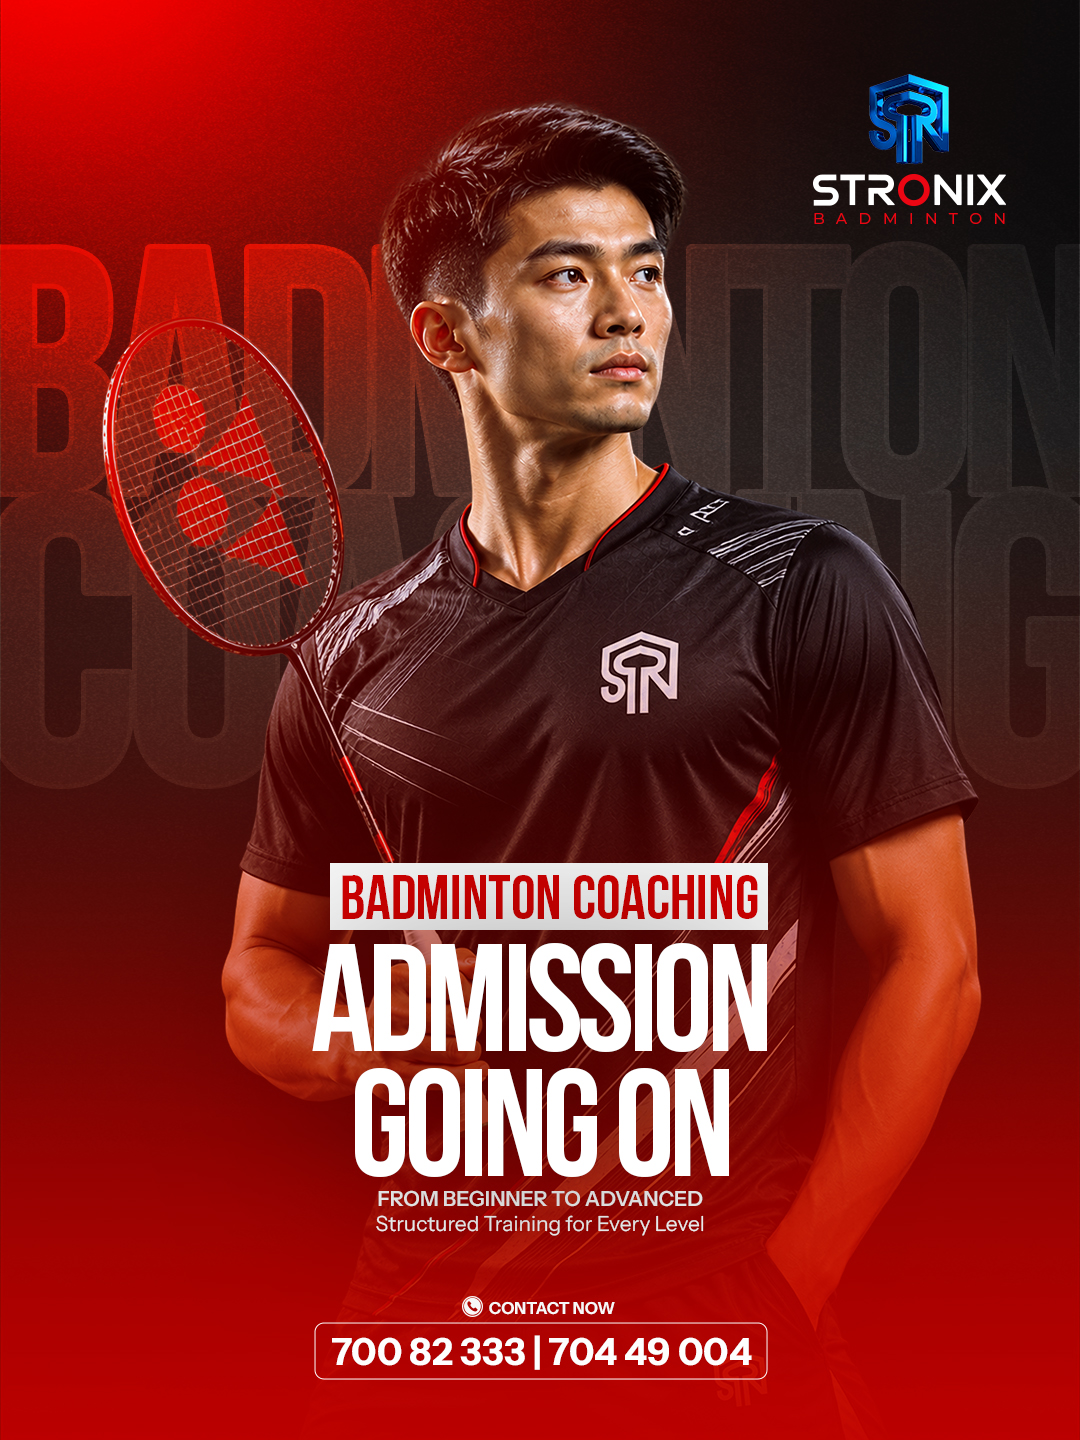 STRONIX
BADMINTON
BADMINTON
COACHING
BADMINTON COACHING
ADMISSION
GOING ON
FROM BEGINNER TO ADVANCED
Structured Training for Every Level
CONTACT NOW
700 82 333 | 704 49 004